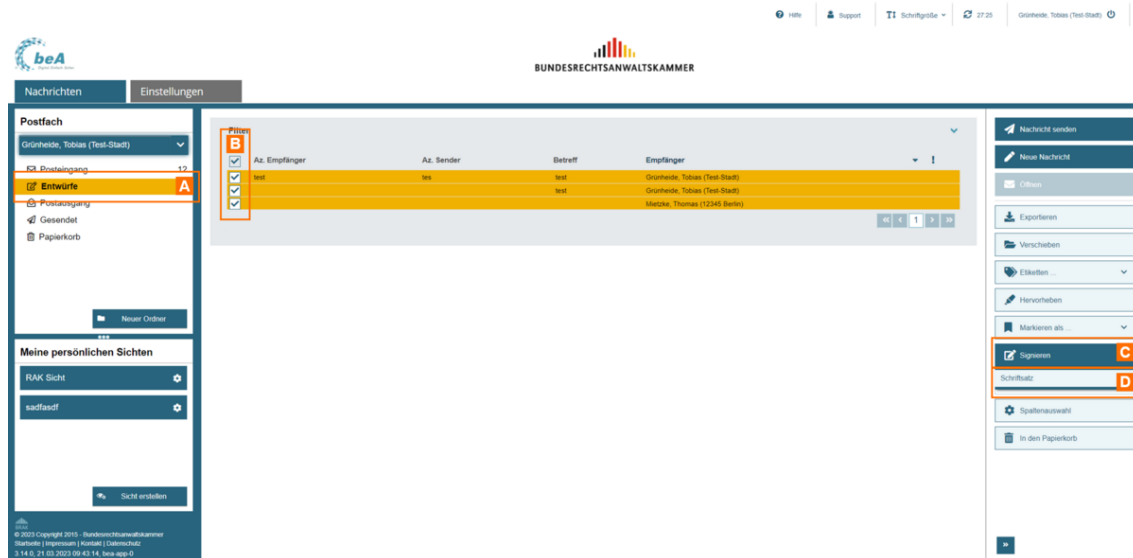 Hilfe
Support
Schriftgröße
27:20
Grünheide, Tobias (Test-Stadt)
beA
BUNDESRECHTSANWALTSKAMMER
Nachrichten
Einstellungen
Postfach
Grünheide, Tobias (Test-Stadt)
Posteingang 12
Entwürfe A
Postausgang
Gesendet
Papierkorb
Neuer Ordner
Meine persönlichen Sichten
RAK Sicht
sadfasdf
Sicht erstellen
BRAK
© 2023 Copyright 2015 - Bundesrechtsanwaltskammer
Startseite | Impressum | Kontakt | Datenschutz
3.14.0, 21.03.2023 09:43:14, bea-app-0
Filter
B
Az. Empfänger Az. Sender Betreff Empfänger !
test tes test Grünheide, Tobias (Test-Stadt)
test Grünheide, Tobias (Test-Stadt)
Mietzke, Thomas (12345 Berlin)
« ‹ 1 › »
Nachricht senden
Neue Nachricht
Öffnen
Exportieren
Verschieben
Etiketten ...
Hervorheben
Markieren als...
Signieren C
Schriftsatz D
Spaltenauswahl
In den Papierkorb
»